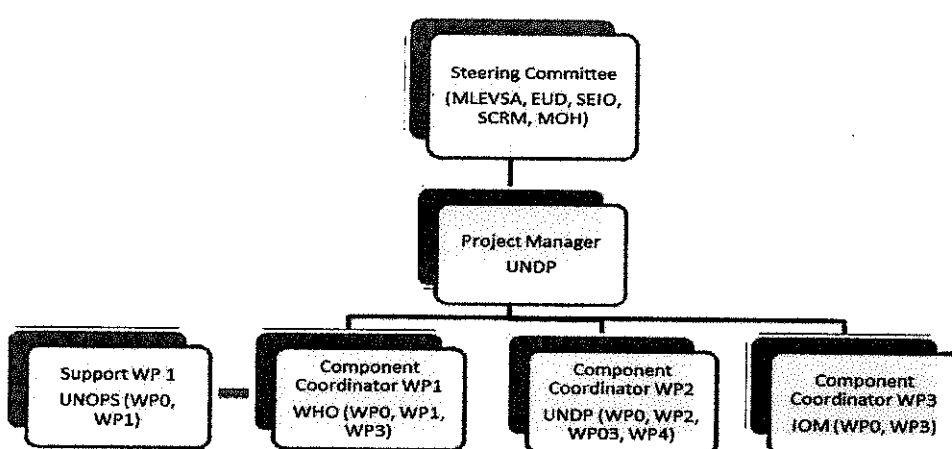 Steering Committee
(MLEVSA, EUD, SEIO,
SCRM, MOH)
Project Manager
UNDP
Support WP 1
UNOPS (WP0,
WP1)
Component
Coordinator WP1
WHO (WP0, WP1,
WP3)
Component
Coordinator WP2
UNDP (WP0, WP2,
WP03, WP4)
Component
Coordinator WP3
IOM (WP0, WP3)